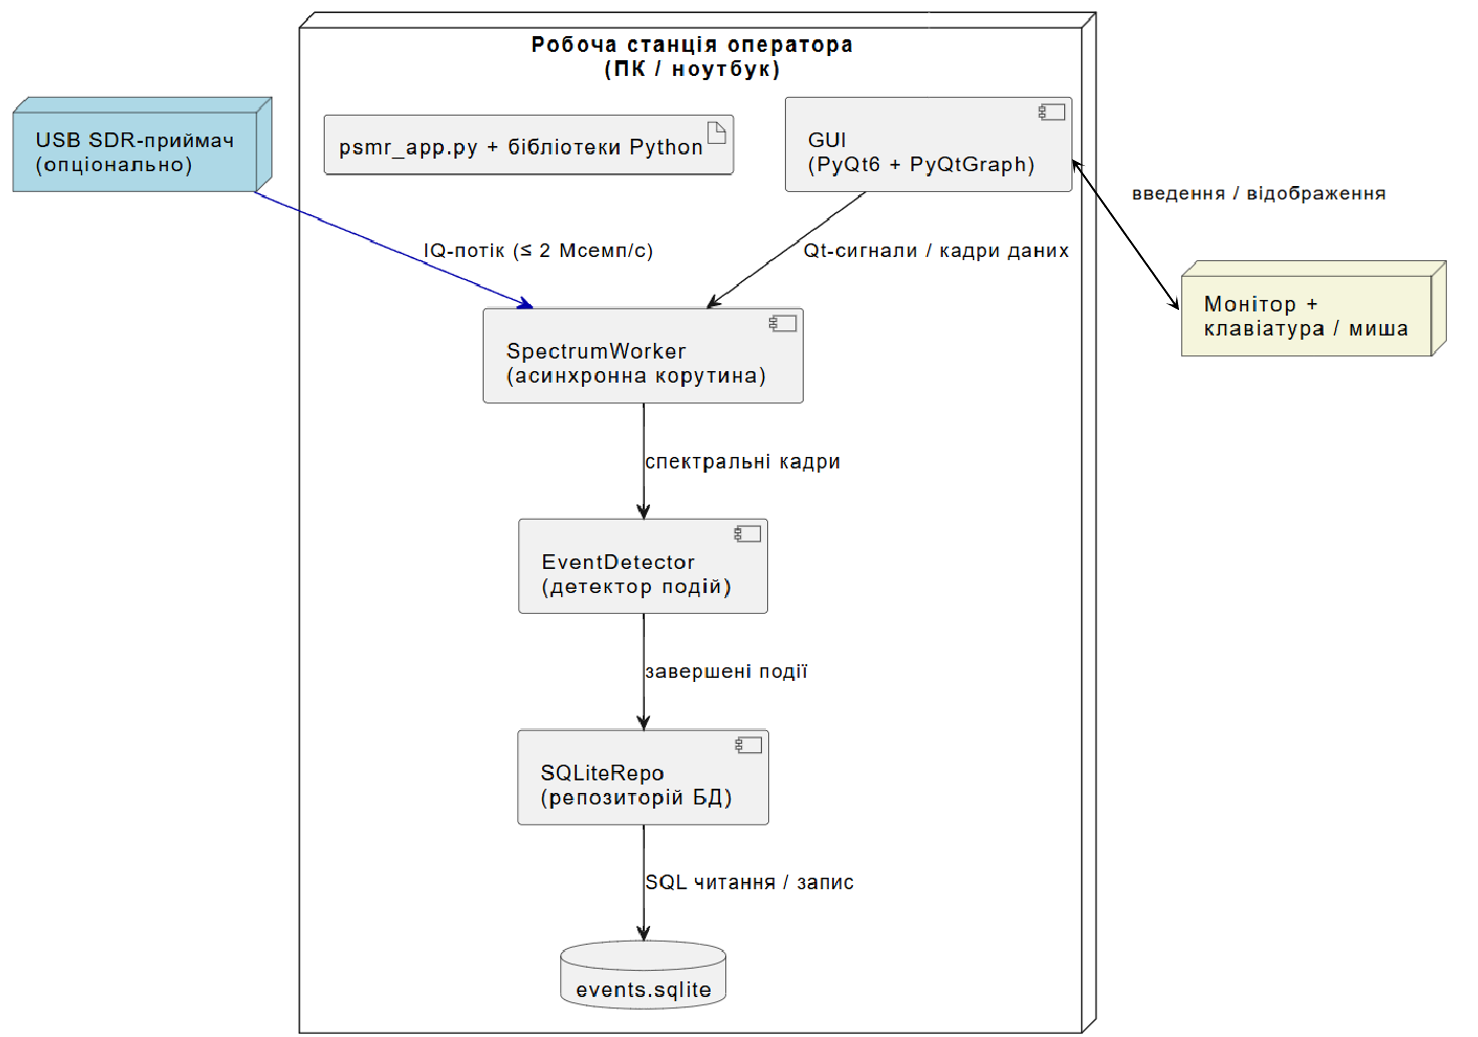 Робоча станція оператора
(ПК / ноутбук)
USB SDR-приймач
(опціонально)
psmr_app.py + бібліотеки Python
GUI
(PyQt6 + PyQtGraph)
введення / відображення
IQ-потік (≤ 2 Мсемп/с)
Qt-сигнали / кадри даних
Монітор +
клавіатура / миша
SpectrumWorker
(асинхронна корутина)
спектральні кадри
EventDetector
(детектор подій)
завершені події
SQLiteRepo
(репозиторій БД)
SQL читання / запис
events.sqlite